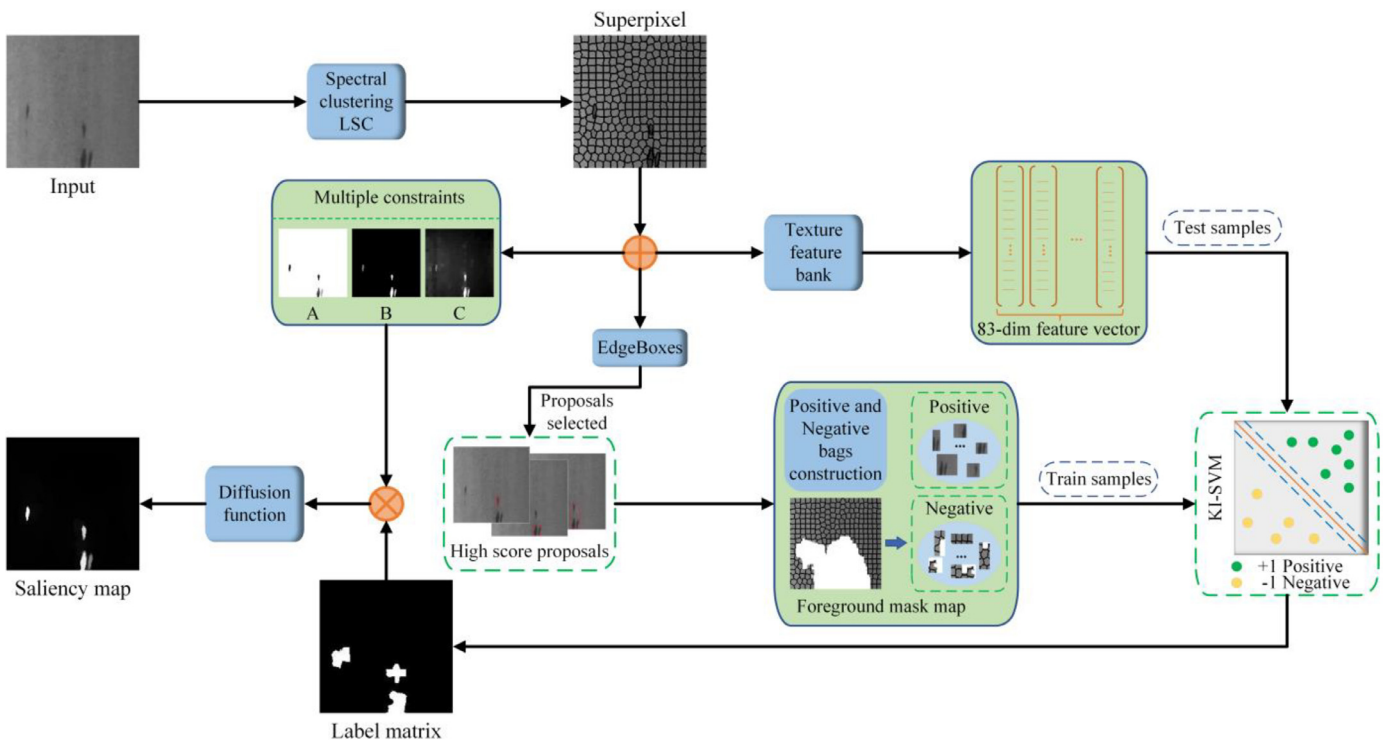 Superpixel
Spectral
clustering
LSC
Input
Multiple constraints
A B C
Texture
feature
bank
83-dim feature vector
Test samples
EdgeBoxes
Proposals
selected
High score proposals
Positive and
Negative
bags
construction
Positive
Negative
Foreground mask map
Train samples
KI-SVM
+1 Positive
-1 Negative
Diffusion
function
Saliency map
Label matrix